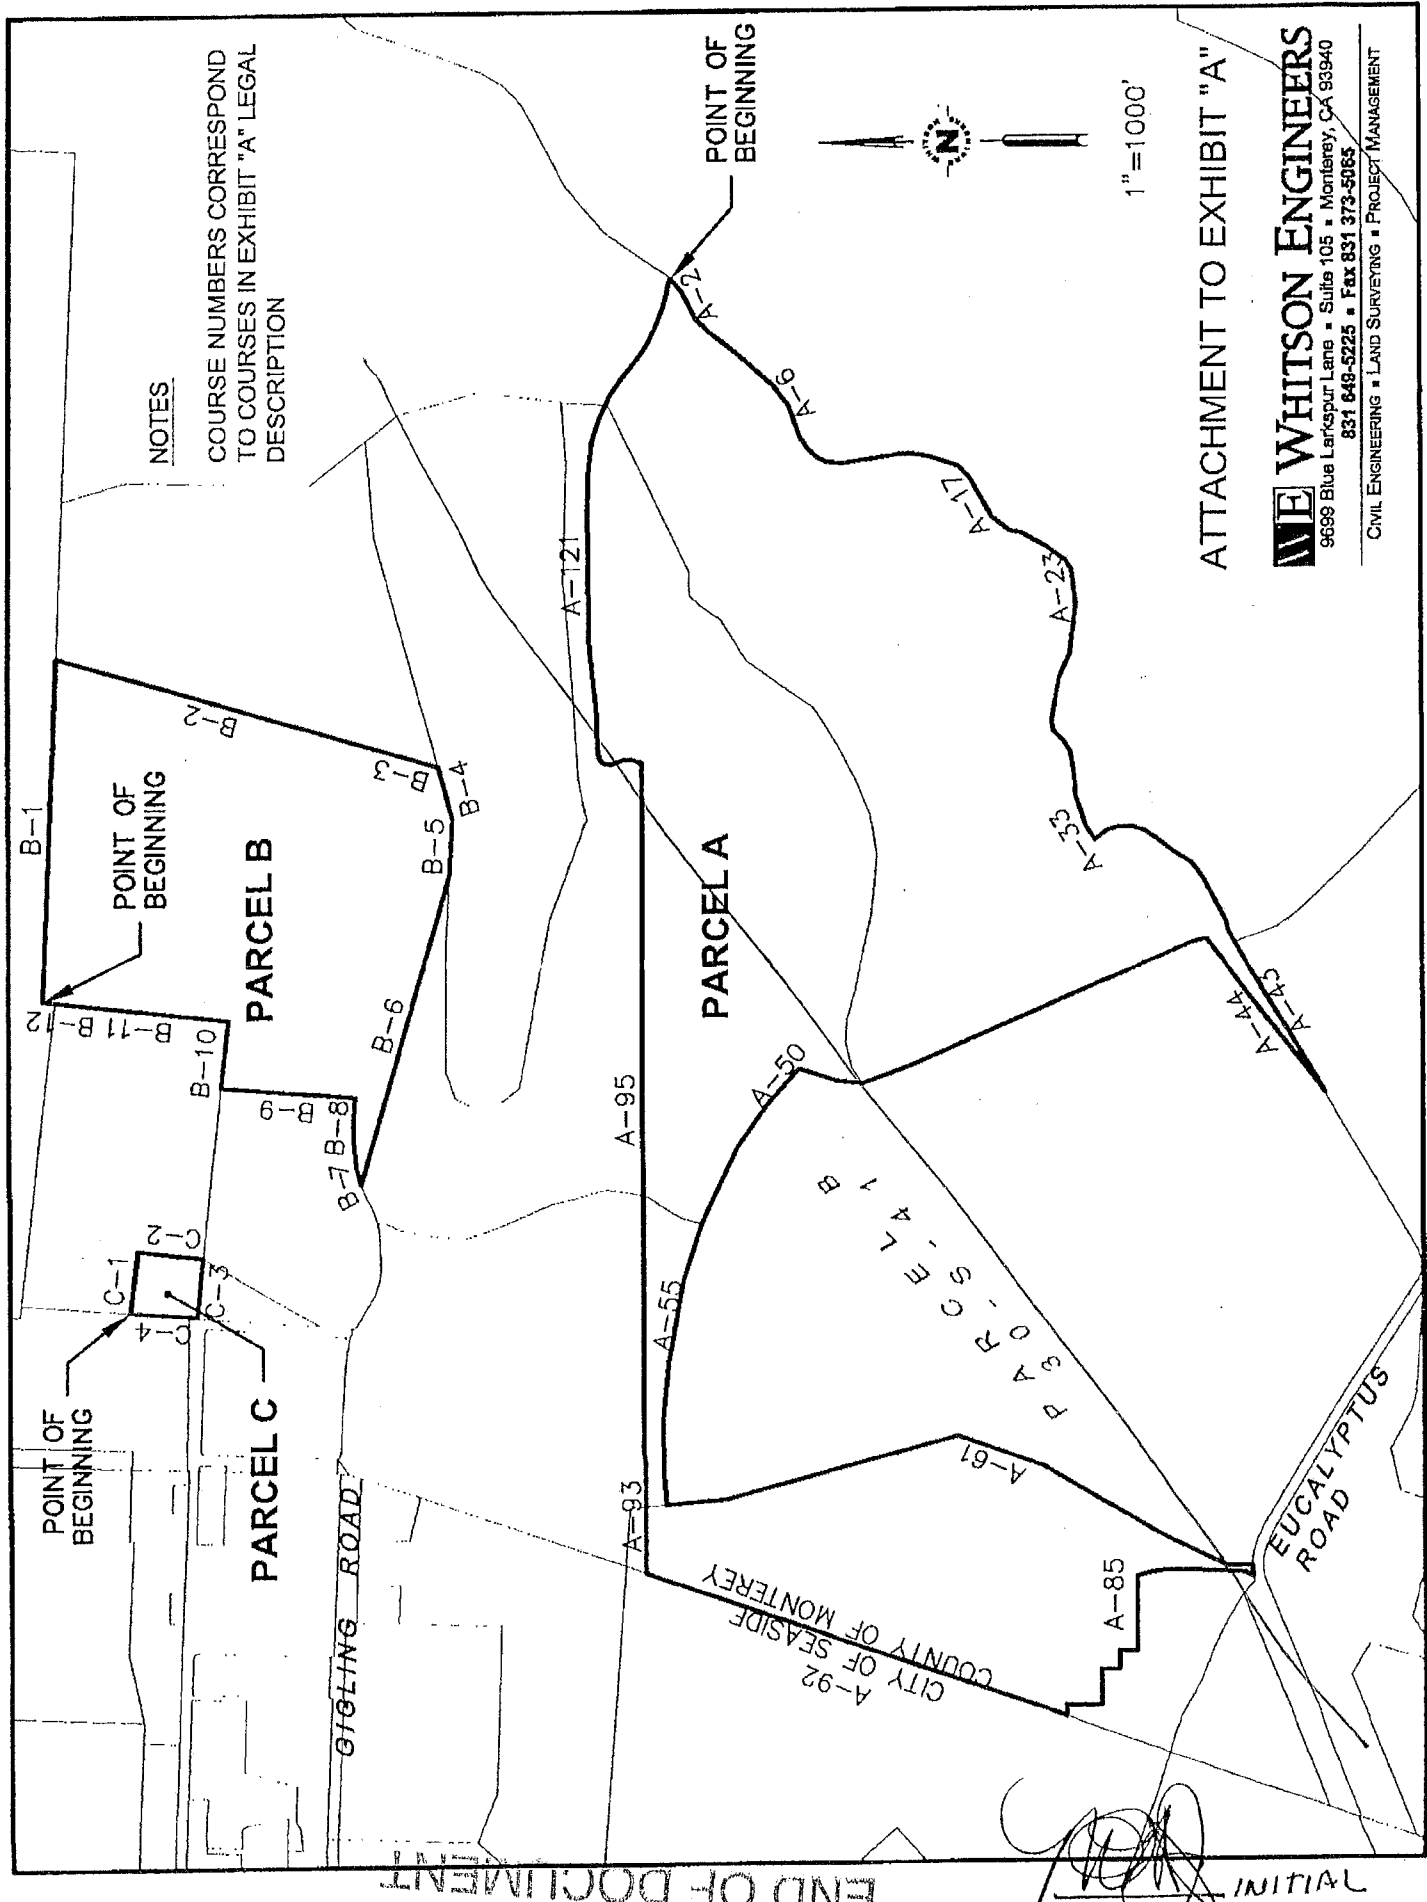 NOTES
COURSE NUMBERS CORRESPOND
TO COURSES IN EXHIBIT "A" LEGAL
DESCRIPTION
POINT OF
BEGINNING
B-1
B-2
B-3
B-4
B-5
B-6
B-7
B-8
B-9
B-10
B-11
B-12
PARCEL B
POINT OF
BEGINNING
C-1
C-2
C-3
C-4
PARCEL C
POINT OF
BEGINNING
GIGLING ROAD
A-2
A-6
A-17
A-23
A-33
A-43
A-44
A-50
A-55
A-61
A-85
A-92
CITY OF SEASIDE
COUNTY OF MONTEREY
A-93
A-95
A-121
PARCEL A
PARCEL B
P30.S.41
EUCALYPTUS
ROAD
N
1"=1000'
ATTACHMENT TO EXHIBIT "A"
WE WHITSON ENGINEERS
9699 Blue Larkspur Lane ▪ Suite 105 ▪ Monterey, CA 93940
831 649-5225 ▪ Fax 831 373-5065
CIVIL ENGINEERING ▪ LAND SURVEYING ▪ PROJECT MANAGEMENT
END OF DOCUMENT
INITIAL